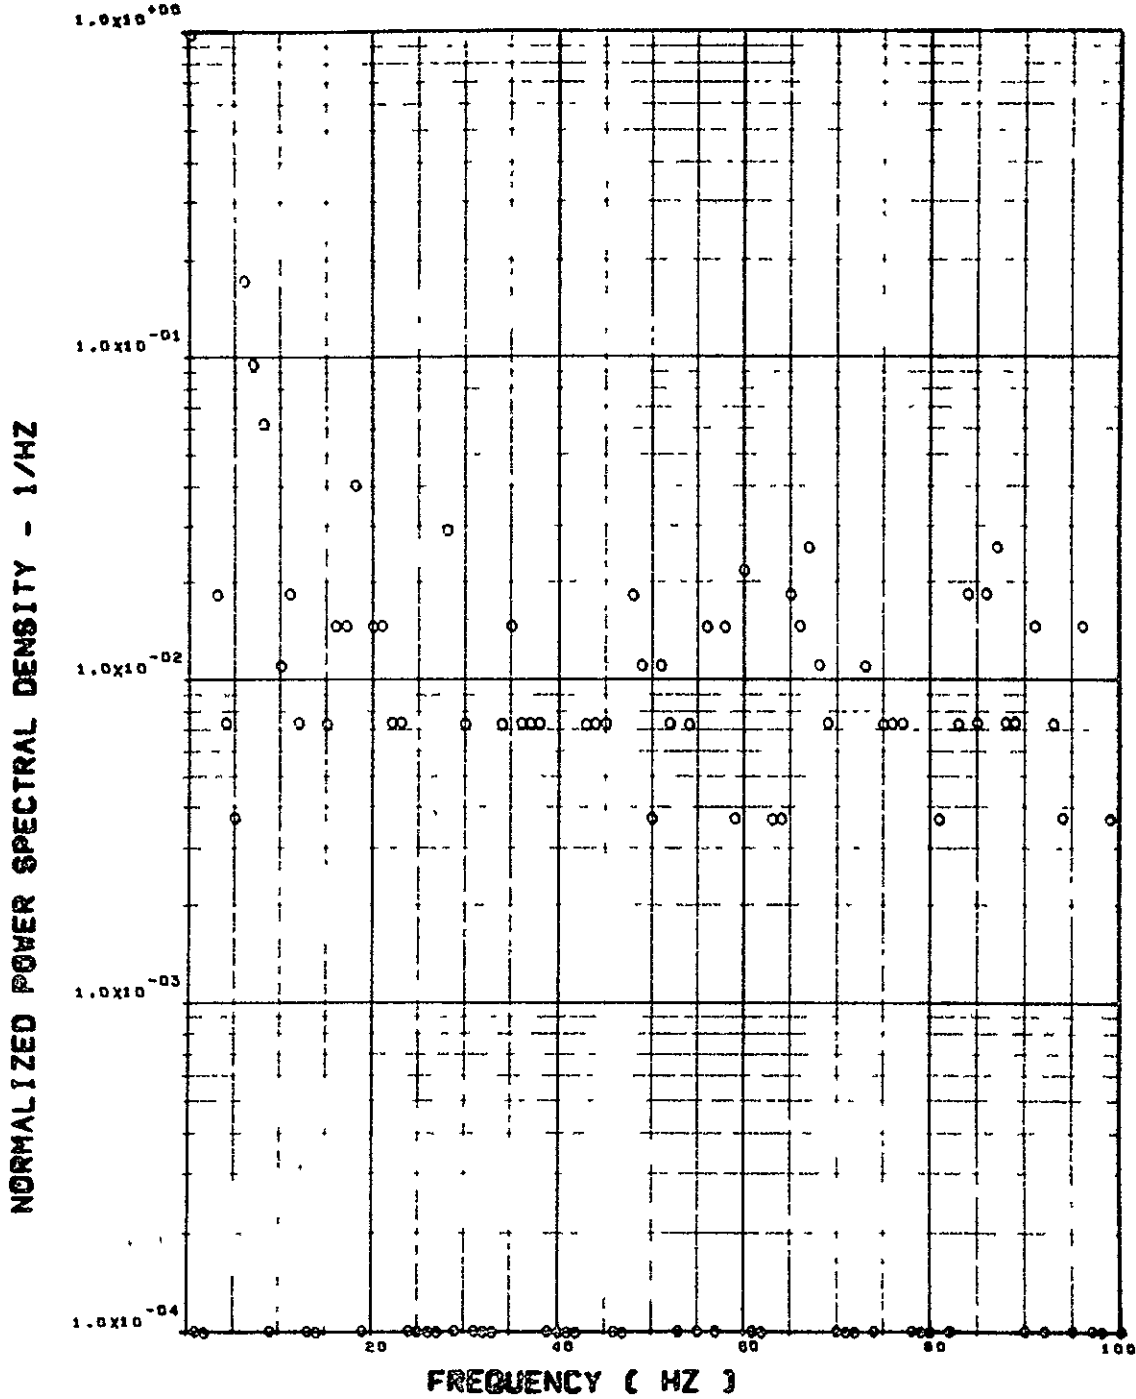 1.0X10+00
1.0X10-01
1.0X10-02
1.0X10-03
1.0X10-04
NORMALIZED POWER SPECTRAL DENSITY - 1/HZ
20 40 60 80 100
FREQUENCY ( HZ )